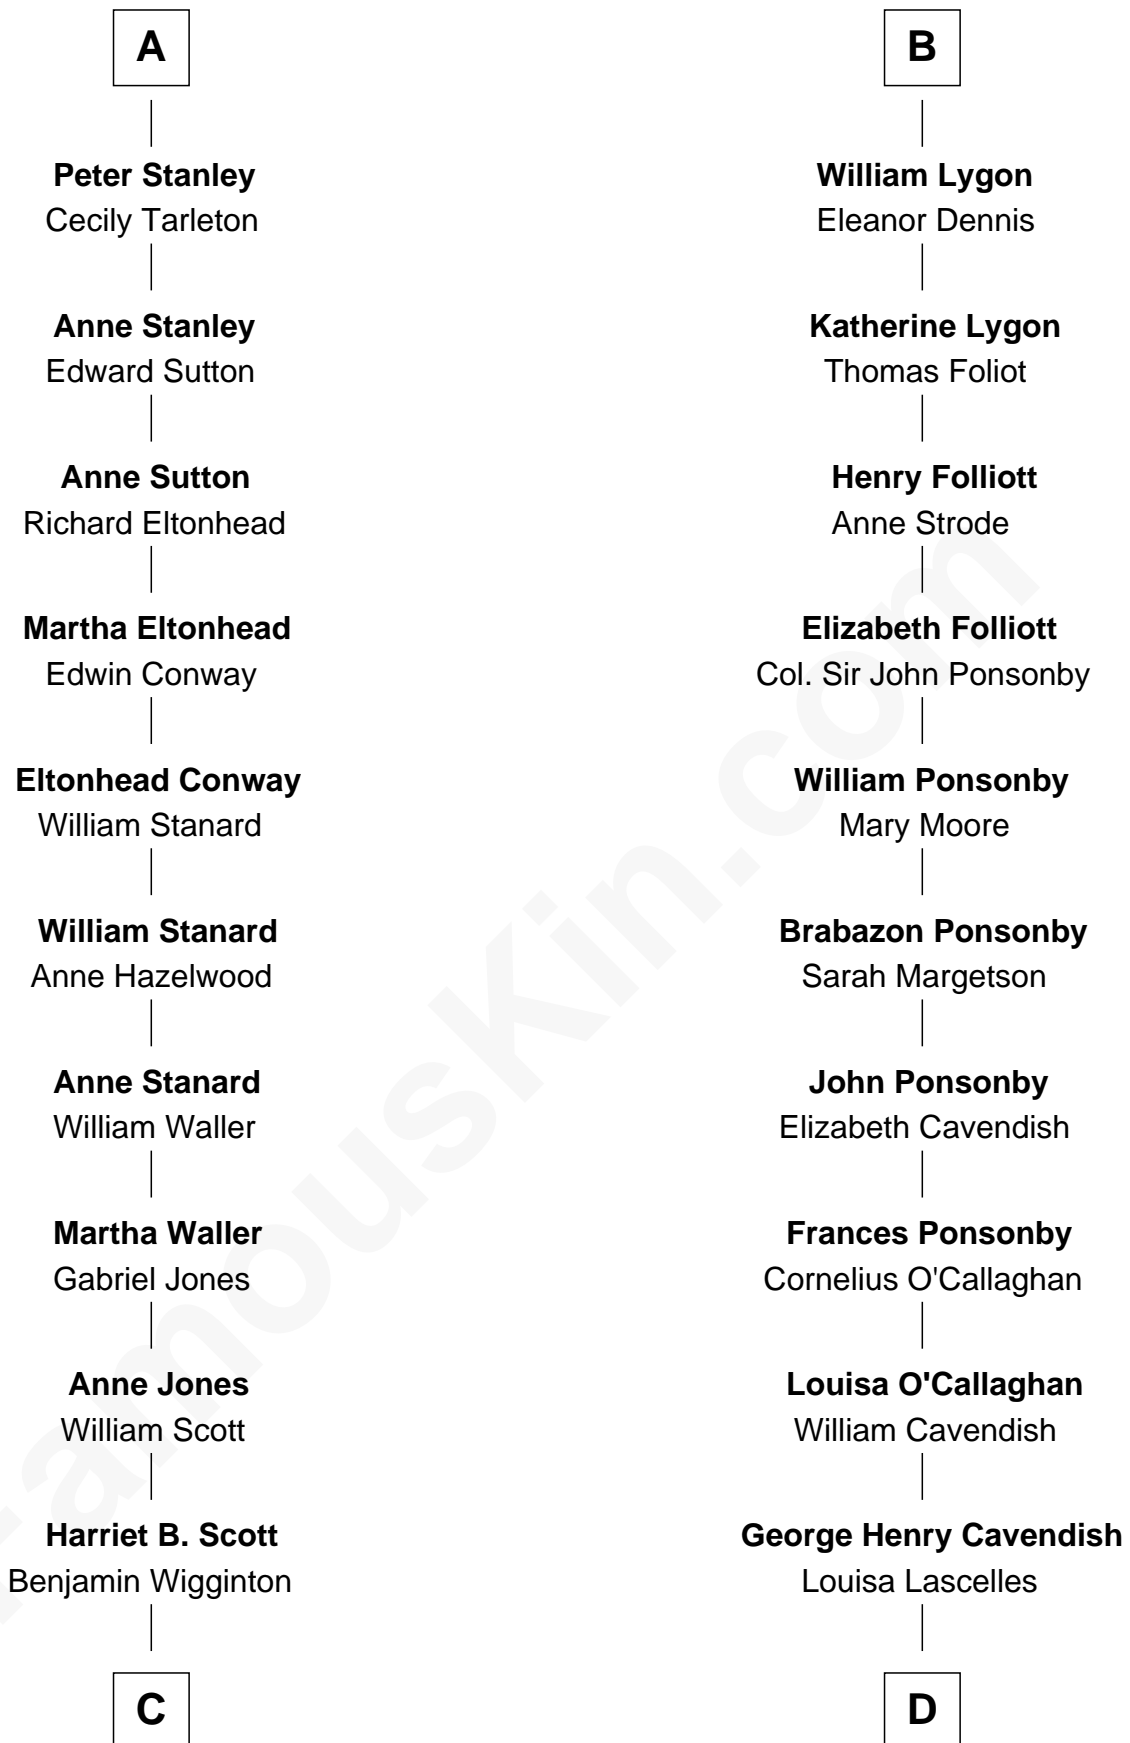 A
Peter Stanley
Cecily Tarleton
Anne Stanley
Edward Sutton
Anne Sutton
Richard Eltonhead
Martha Eltonhead
Edwin Conway
Eltonhead Conway
William Stanard
William Stanard
Anne Hazelwood
Anne Stanard
William Waller
Martha Waller
Gabriel Jones
Anne Jones
William Scott
Harriet B. Scott
Benjamin Wigginton
C
B
William Lygon
Eleanor Dennis
Katherine Lygon
Thomas Foliot
Henry Folliott
Anne Strode
Elizabeth Folliott
Col. Sir John Ponsonby
William Ponsonby
Mary Moore
Brabazon Ponsonby
Sarah Margetson
John Ponsonby
Elizabeth Cavendish
Frances Ponsonby
Cornelius O'Callaghan
Louisa O'Callaghan
William Cavendish
George Henry Cavendish
Louisa Lascelles
D
FamousKin.com